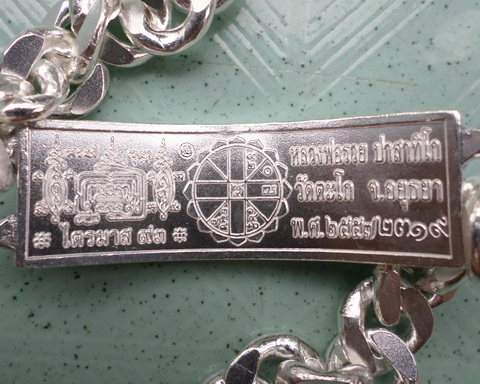 หลวงพ่อรวย ปาสาทิโก
วัดตะโก จ.อยุธยา
พ.ศ.๒๕๕๗/๒๓๑๙
※ ไตรมาส ๙๓ ※